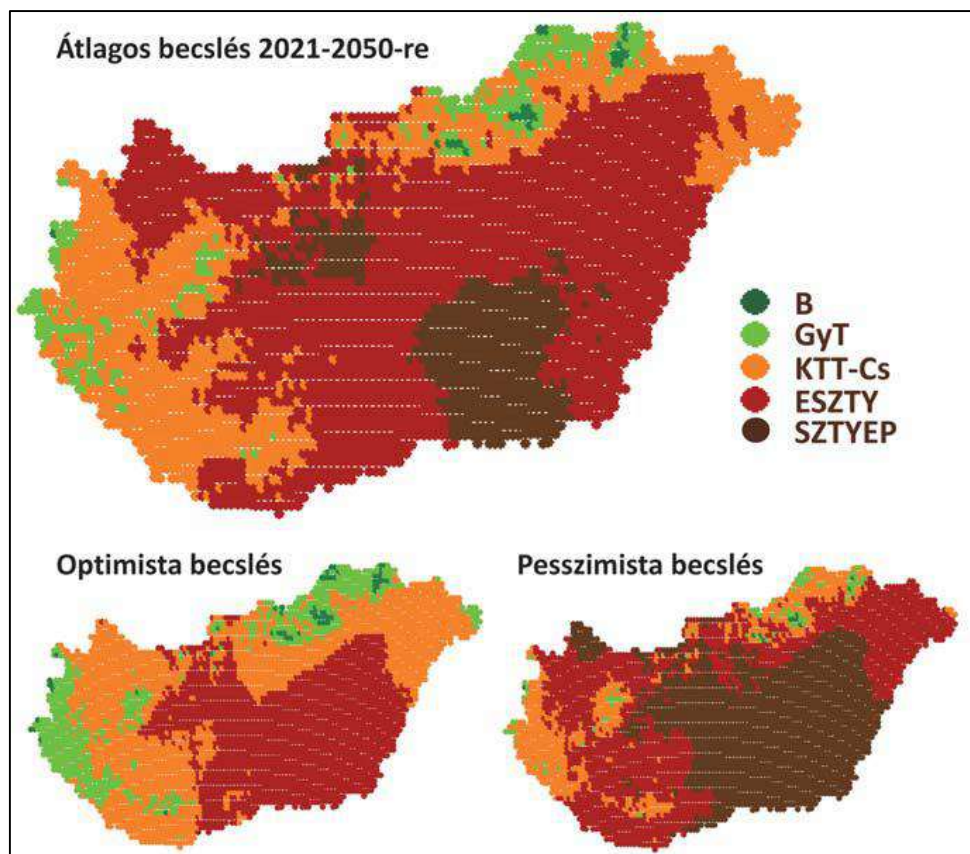 Átlagos becslés 2021-2050-re
B
GyT
KTT-Cs
ESZTY
SZTYEP
Optimista becslés
Pesszimista becslés